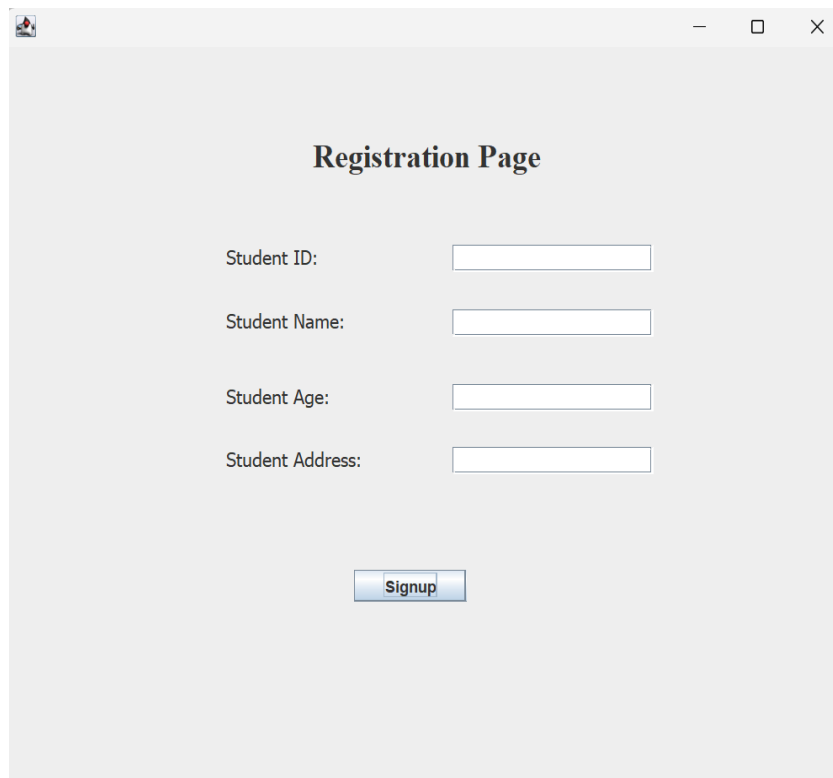 Registration Page
Student ID:
Student Name:
Student Age:
Student Address:
Signup